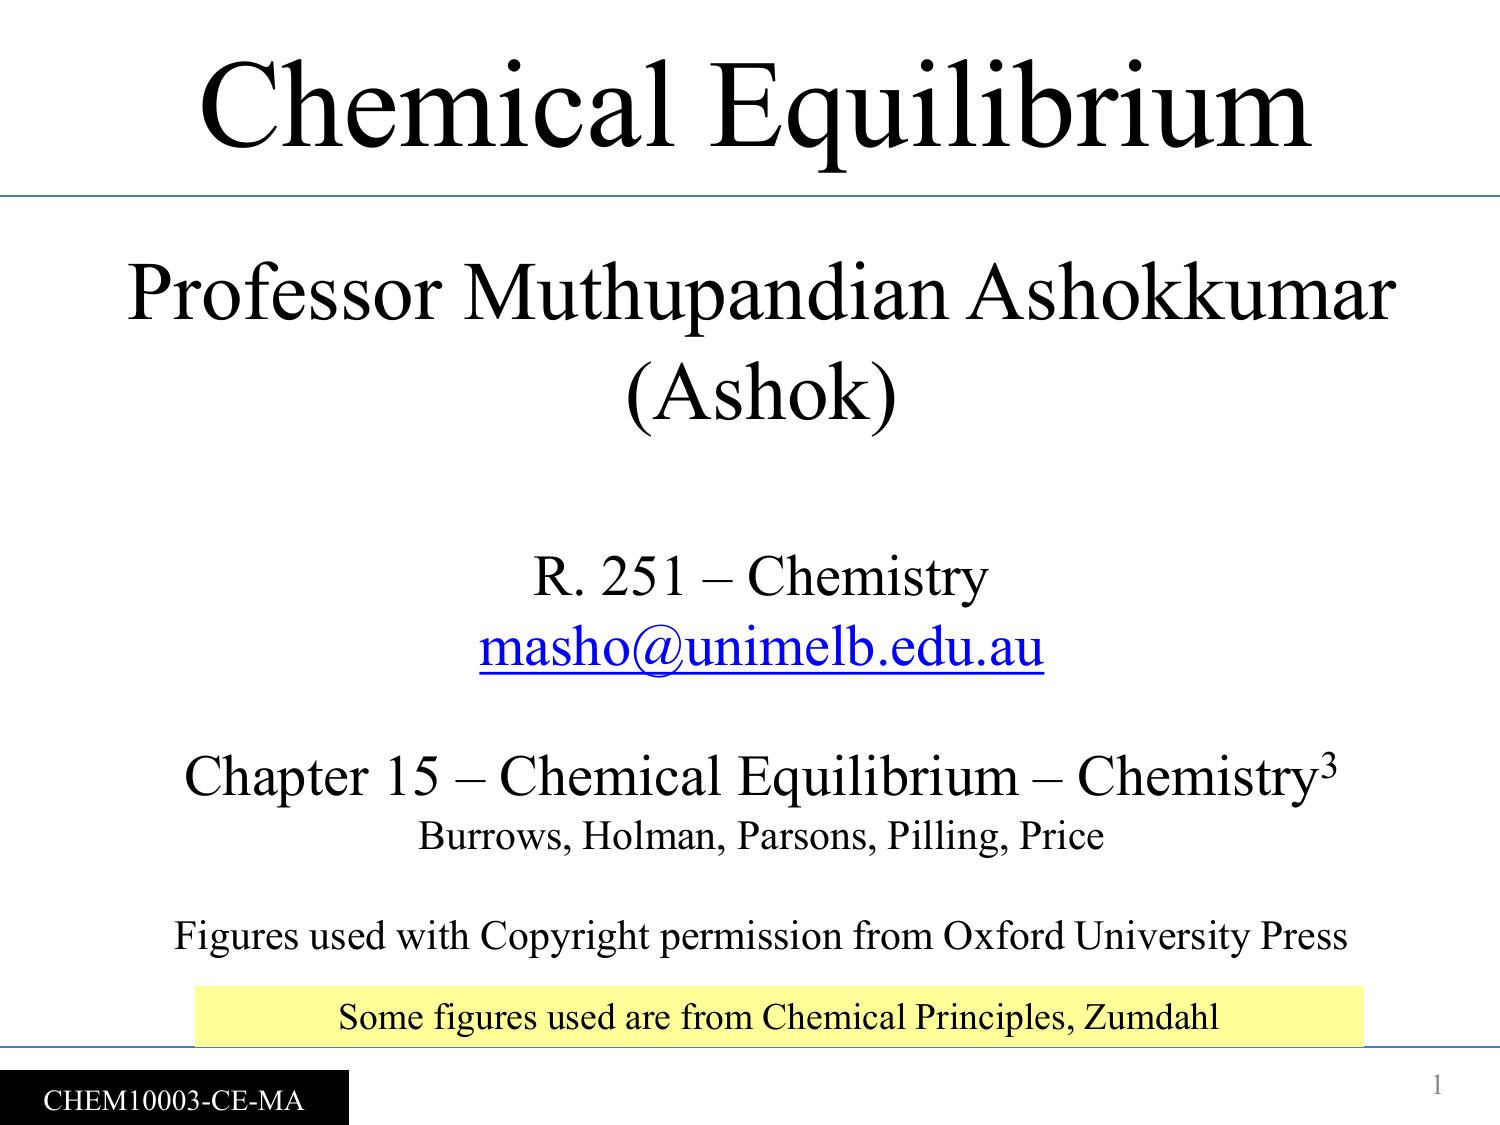 Chemical Equilibrium
Professor Muthupandian Ashokkumar
(Ashok)
R. 251 – Chemistry
masho@unimelb.edu.au
Chapter 15 – Chemical Equilibrium – Chemistry³
Burrows, Holman, Parsons, Pilling, Price
Figures used with Copyright permission from Oxford University Press
Some figures used are from Chemical Principles, Zumdahl
CHEM10003-CE-MA
1